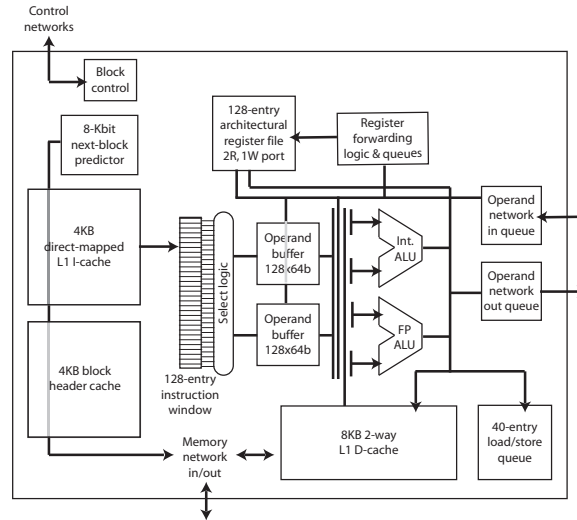 Control
networks
Block
control
8-Kbit
next-block
predictor
128-entry
architectural
register file
2R, 1W port
Register
forwarding
logic & queues
4KB
direct-mapped
L1 I-cache
Select logic
Operand
buffer
128x64b
Int.
ALU
Operand
network
in queue
Operand
network
out queue
Operand
buffer
128x64b
FP
ALU
4KB block
header cache
128-entry
instruction
window
Memory
network
in/out
8KB 2-way
L1 D-cache
40-entry
load/store
queue